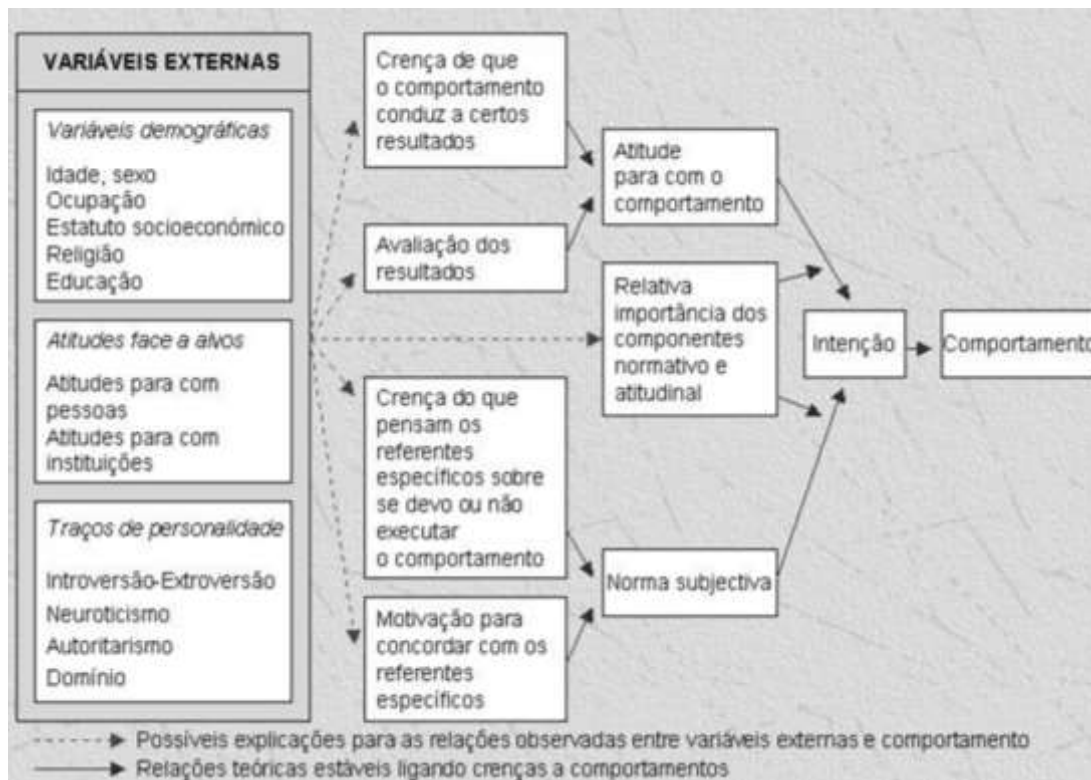 VARIÁVEIS EXTERNAS
Variáveis demográficas
Idade, sexo
Ocupação
Estatuto socioeconómico
Religião
Educação
Atitudes face a alvos
Atitudes para com
pessoas
Atitudes para com
instituições
Traços de personalidade
Introversão-Extroversão
Neuroticismo
Autoritarismo
Domínio
Crença de que
o comportamento
conduz a certos
resultados
Avaliação dos
resultados
Crença do que
pensam os
referentes
específicos sobre
se devo ou não
executar
o comportamento
Motivação para
concordar com os
referentes
específicos
Atitude
para com o
comportamento
Relativa
importância dos
componentes
normativo e
atitudinal
Norma subjectiva
Intenção
Comportamento
Possíveis explicações para as relações observadas entre variáveis externas e comportamento
Relações teóricas estáveis ligando crenças a comportamentos